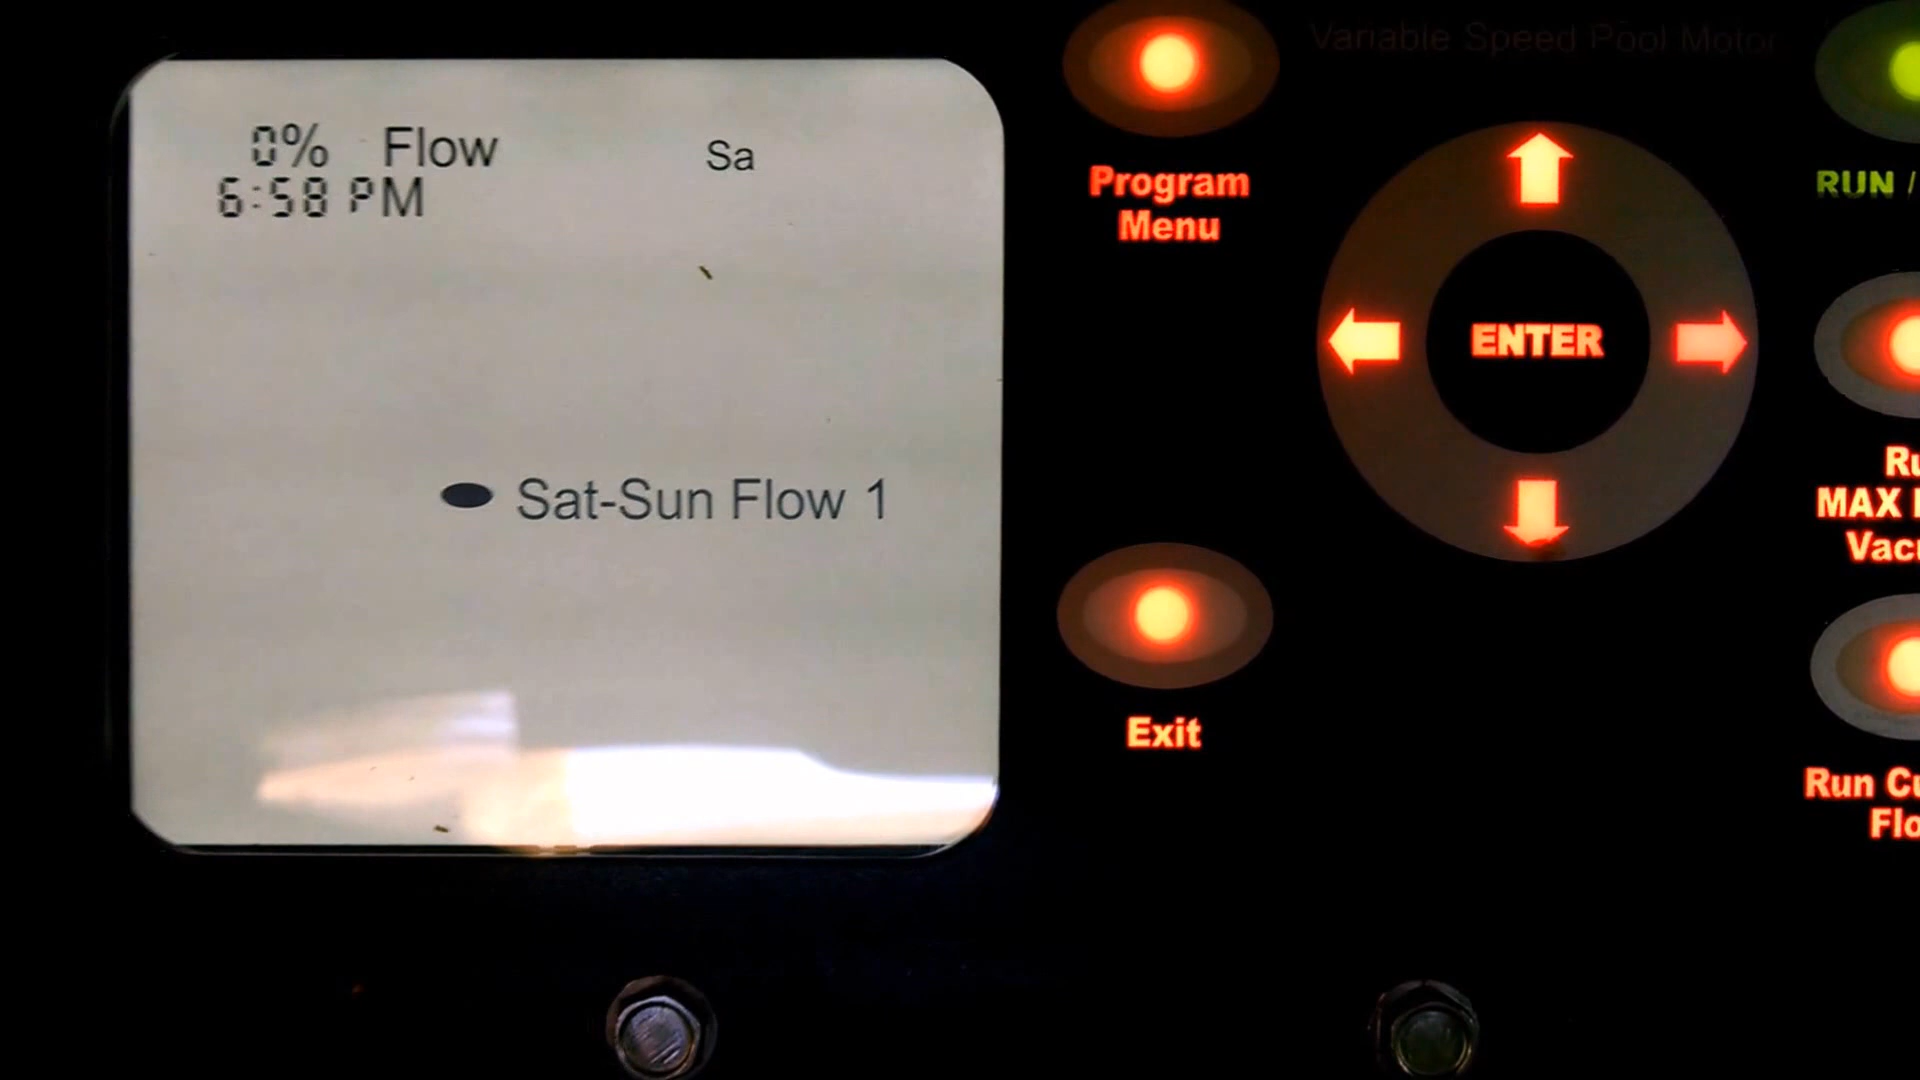 0% Flow Sa
6:58 PM
Sat-Sun Flow 1
Variable Speed Pool Motor
Program
Menu
ENTER
Exit
RUN /
MAX
Run